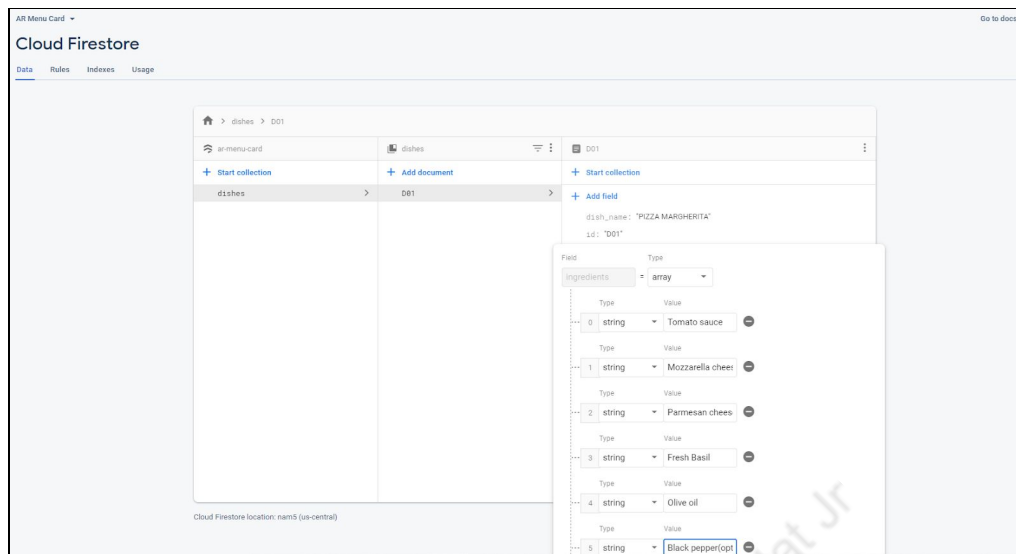 AR Menu Card
Go to docs
Cloud Firestore
Data Rules Indexes Usage
> dishes > D01
ar-menu-card
dishes
D01
+ Start collection
+ Add document
+ Start collection
dishes >
D01 >
+ Add field
dish_name: "PIZZA MARGHERITA"
id: "D01"
Field Type
ingredients = array
Type Value
0 string Tomato sauce
Type Value
1 string Mozzarella chee
Type Value
2 string Parmesan chees
Type Value
3 string Fresh Basil
Type Value
4 string Olive oil
Type Value
5 string Black pepper(opt
Cloud Firestore location: nam5 (us-central)